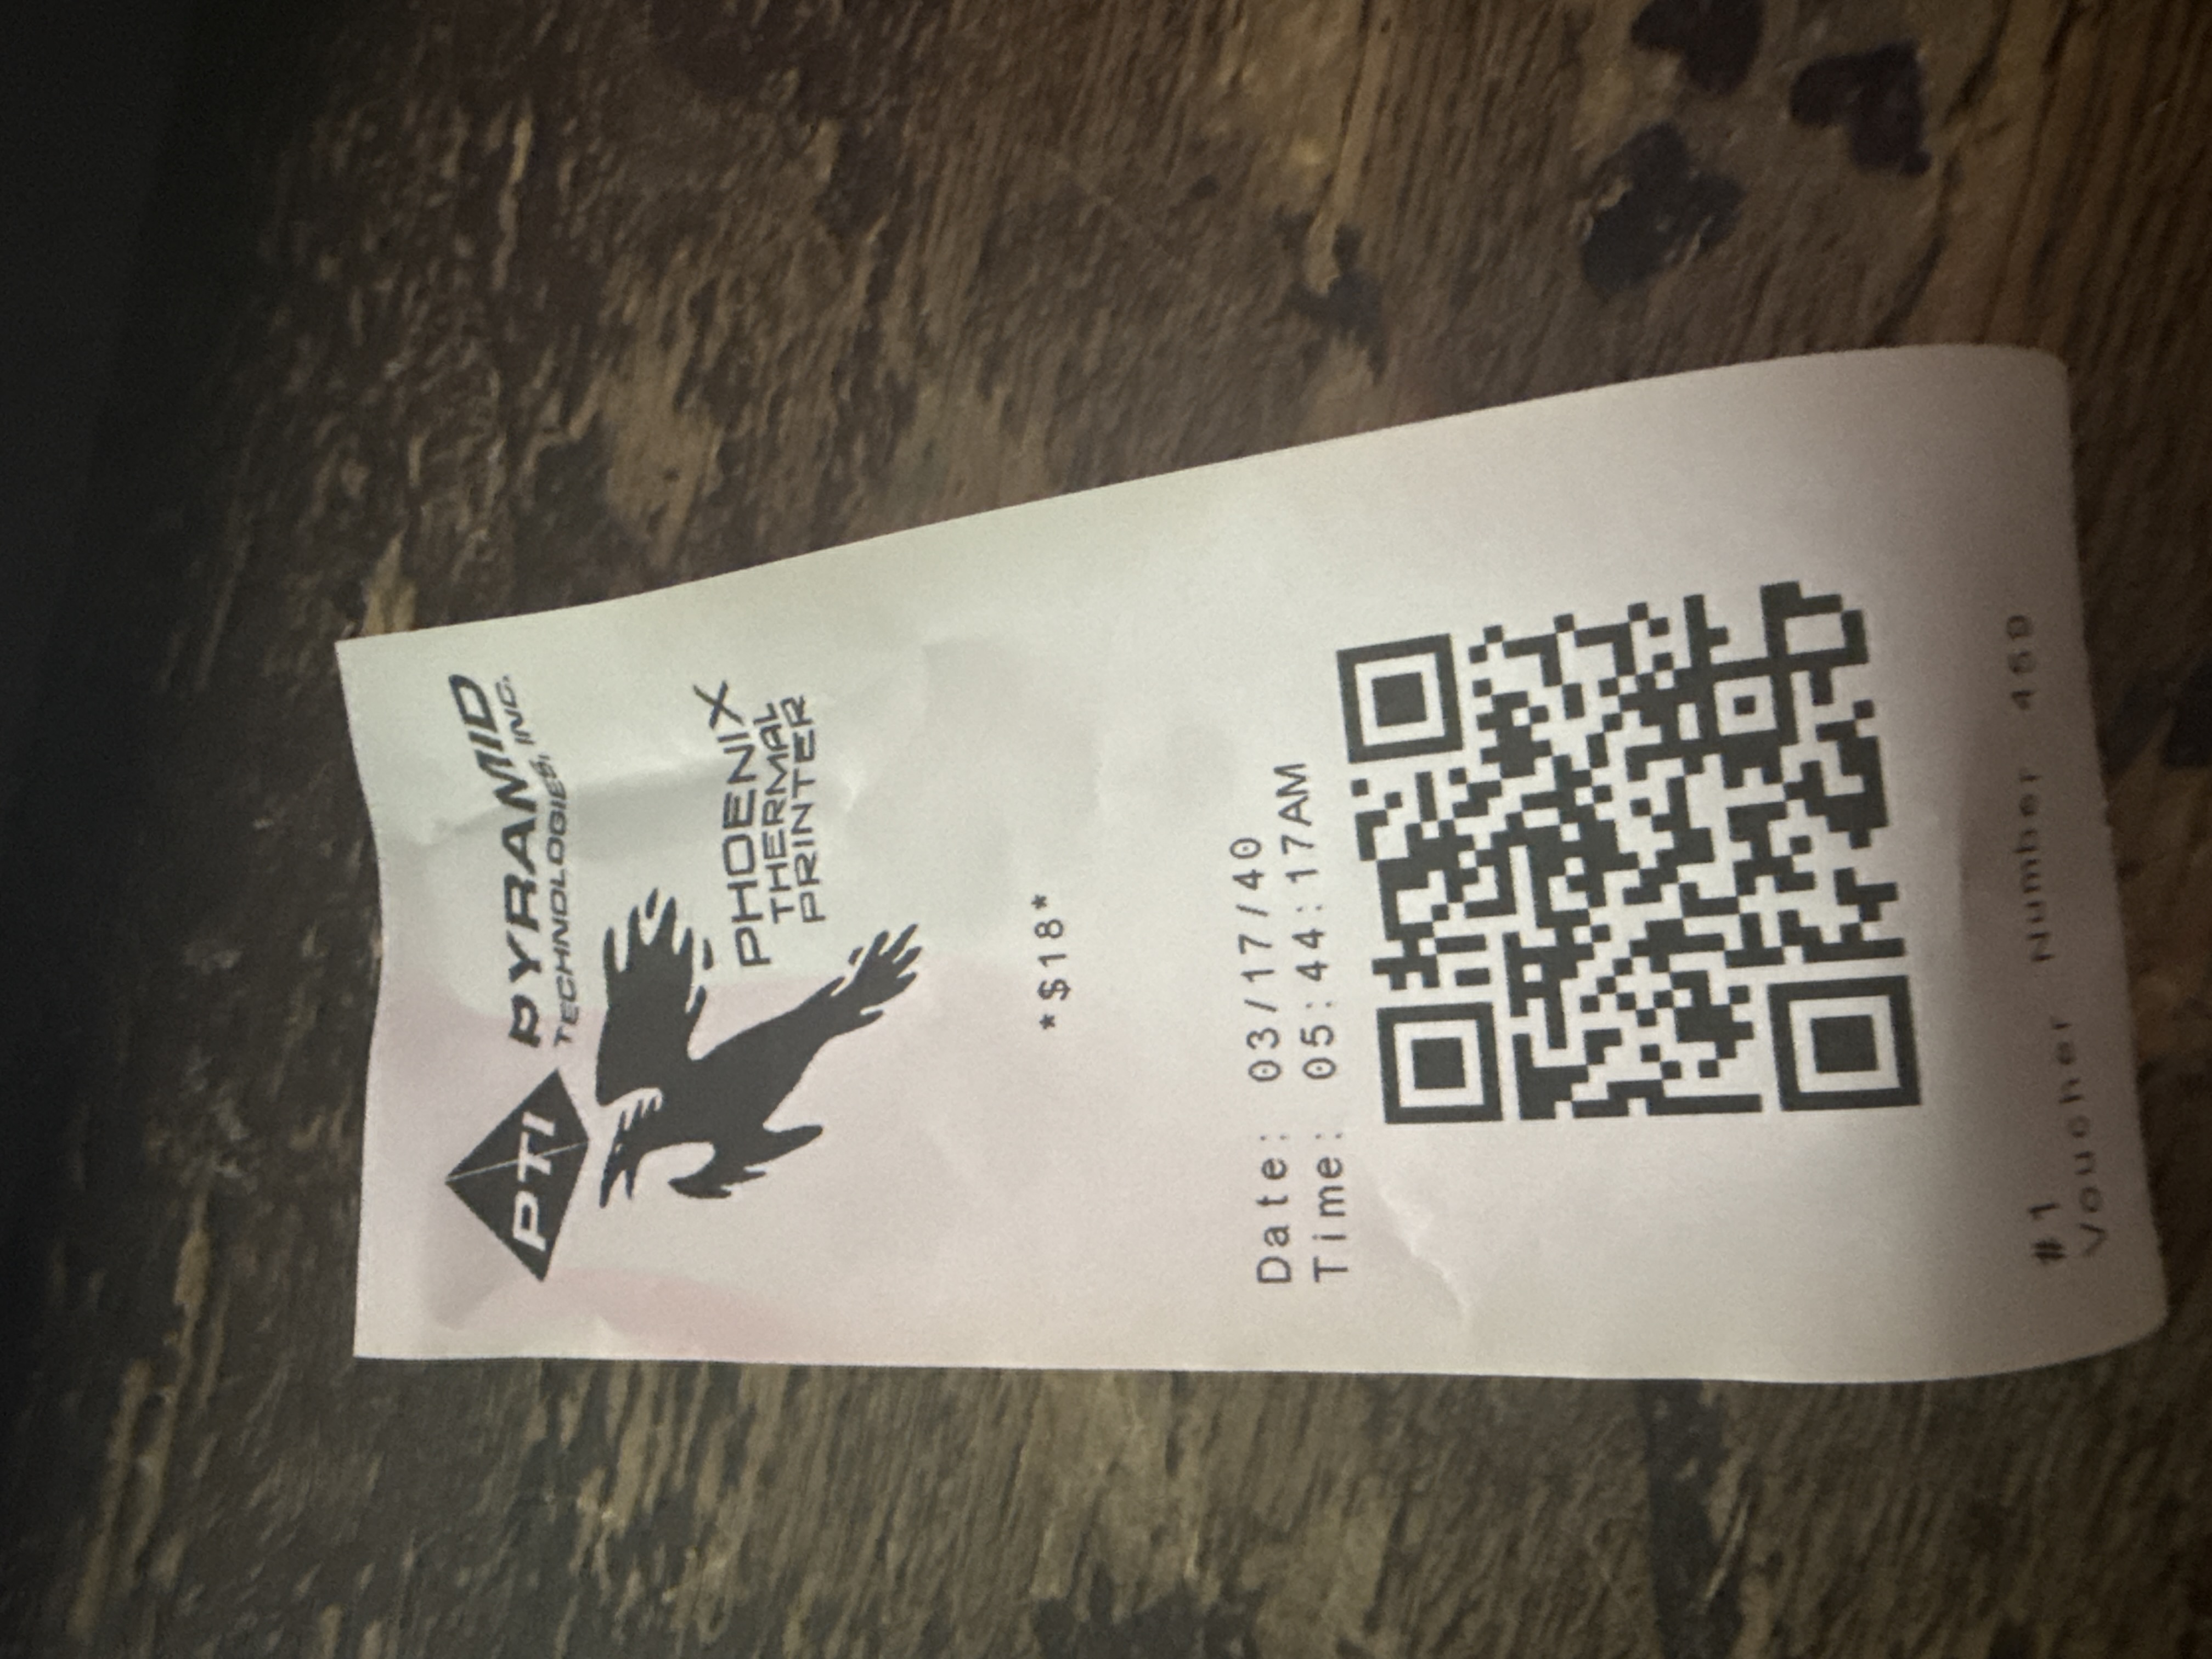 PTI
PYRAMID
TECHNOLOGIES, INC.
PHOENIX
THERMAL
PRINTER
*$18*
Date: 03/17/40
Time: 05:44:17AM
#1
Voucher Number 459